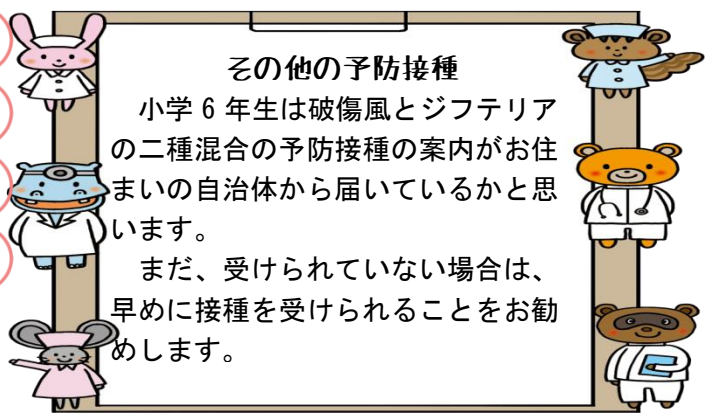 その他の予防接種
　小学６年生は破傷風とジフテリア
の二種混合の予防接種の案内がお住
まいの自治体から届いているかと思
います。
　まだ、受けられていない場合は、
早めに接種を受けられることをお勧
めします。